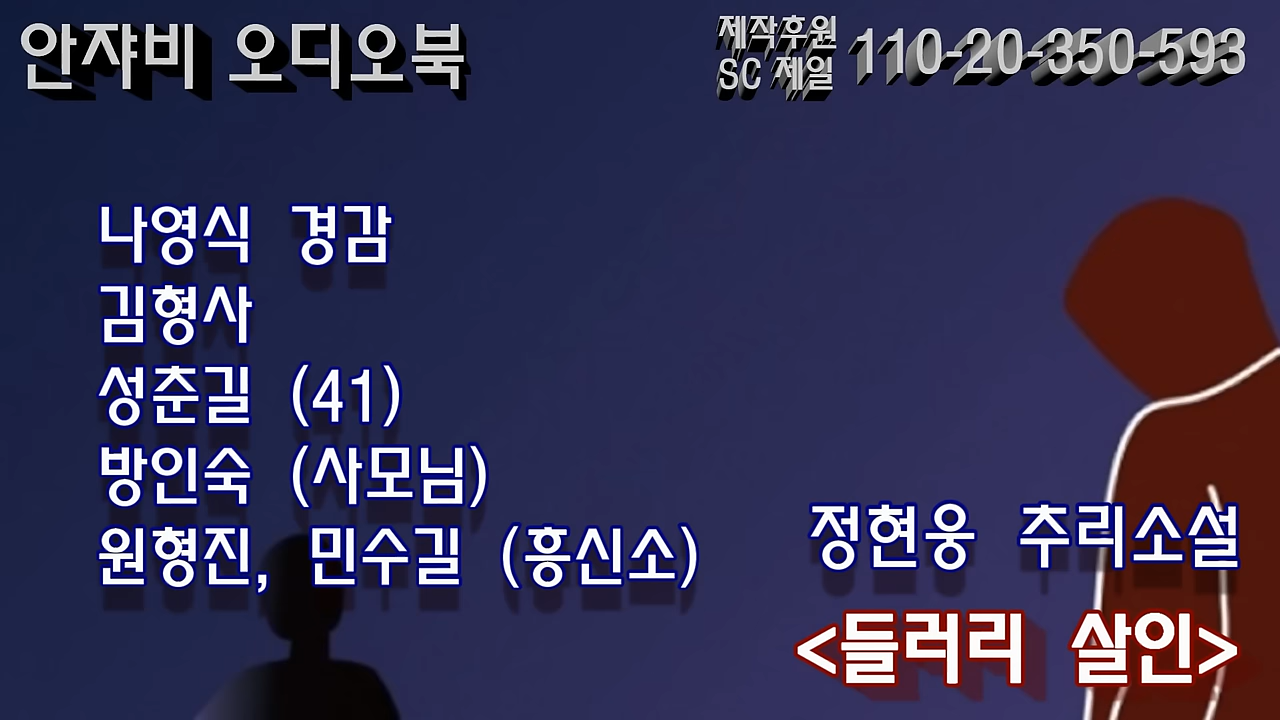 안쟈비 오디오북
제작후원
SC 제일
110-20-350-593
나영식 경감
김형사
성춘길 (41)
방인숙 (사모님)
원형진, 민수길 (흥신소)
정현웅 추리소설
<들러리 살인>